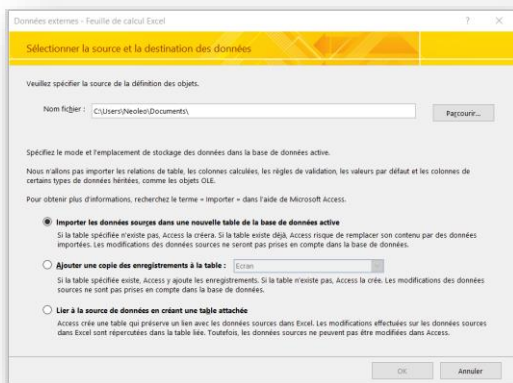 Données externes - Feuille de calcul Excel
? ×
Sélectionner la source et la destination des données
Veuillez spécifier la source de la définition des objets.
Nom fichier : C:\Users\Neoleo\Documents\ Parcourir...
Spécifiez le mode et l'emplacement de stockage des données dans la base de données active.
Nous n'allons pas importer les relations de table, les colonnes calculées, les règles de validation, les valeurs par défaut et les colonnes de
certains types de données héritées, comme les objets OLE.
Pour obtenir plus d'informations, recherchez le terme « Importer » dans l'aide de Microsoft Access.
Importer les données sources dans une nouvelle table de la base de données active
Si la table spécifiée n'existe pas, Access la créera. Si la table existe déjà, Access risque de remplacer son contenu par des données
importées. Les modifications des données sources ne seront pas prises en compte dans la base de données.
Ajouter une copie des enregistrements à la table : Ecran
Si la table spécifiée existe, Access y ajoute les enregistrements. Si la table n'existe pas, Access la crée. Les modifications des données
sources ne sont pas prises en compte dans la base de données.
Lier à la source de données en créant une table attachée
Access crée une table qui préserve un lien avec les données sources dans Excel. Les modifications effectuées sur les données sources
dans Excel sont répercutées dans la table liée. Toutefois, les données sources ne peuvent pas être modifiées dans Access.
OK Annuler